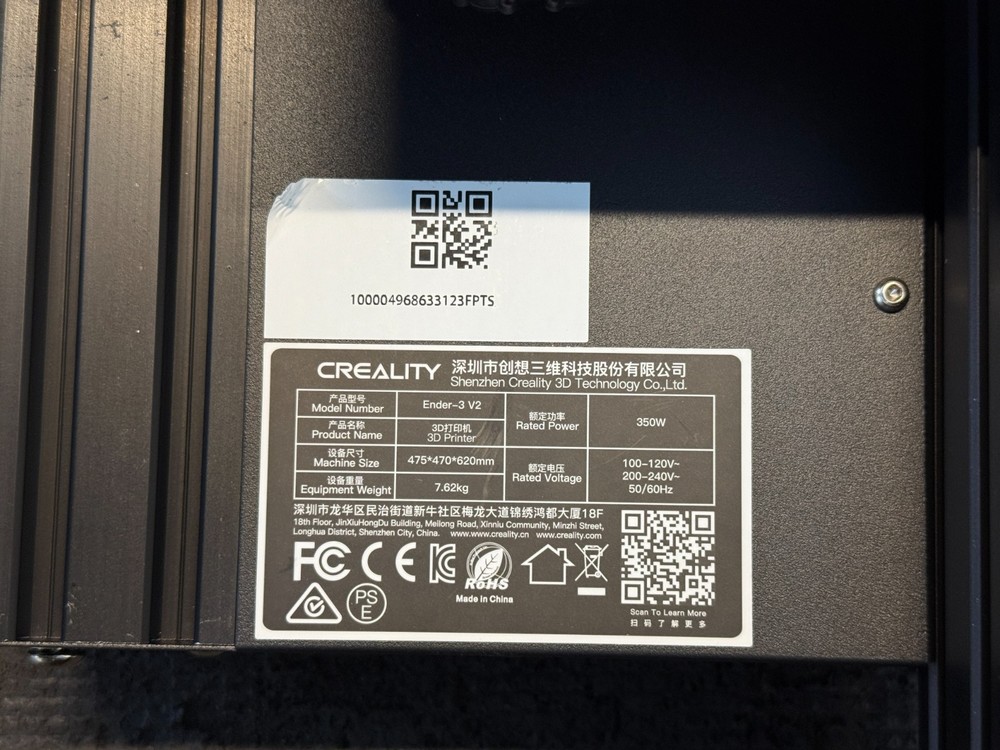 100004968633123FPTS
CREALITY 深圳市创想三维科技股份有限公司
Shenzhen Creality 3D Technology Co.,Ltd.
产品型号
Model Number
Ender-3 V2
额定功率
Rated Power
350W
产品名称
Product Name
3D打印机
3D Printer
设备尺寸
Machine Size
475*470*620mm
额定电压
Rated Voltage
100-120V~
200-240V~
50/60Hz
设备重量
Equipment Weight
7.62kg
深圳市龙华区民治街道新牛社区梅龙大道锦绣鸿都大厦18F
18th Floor, JinXiuHongDu Building, Meilong Road, Xinniu Community, Minzhi Street,
Longhua District, Shenzhen City, China. www.www.creality.cn www.creality.com
FC CE KC
RoHS
PS
E
Made in China
Scan To Learn More
扫码了解更多